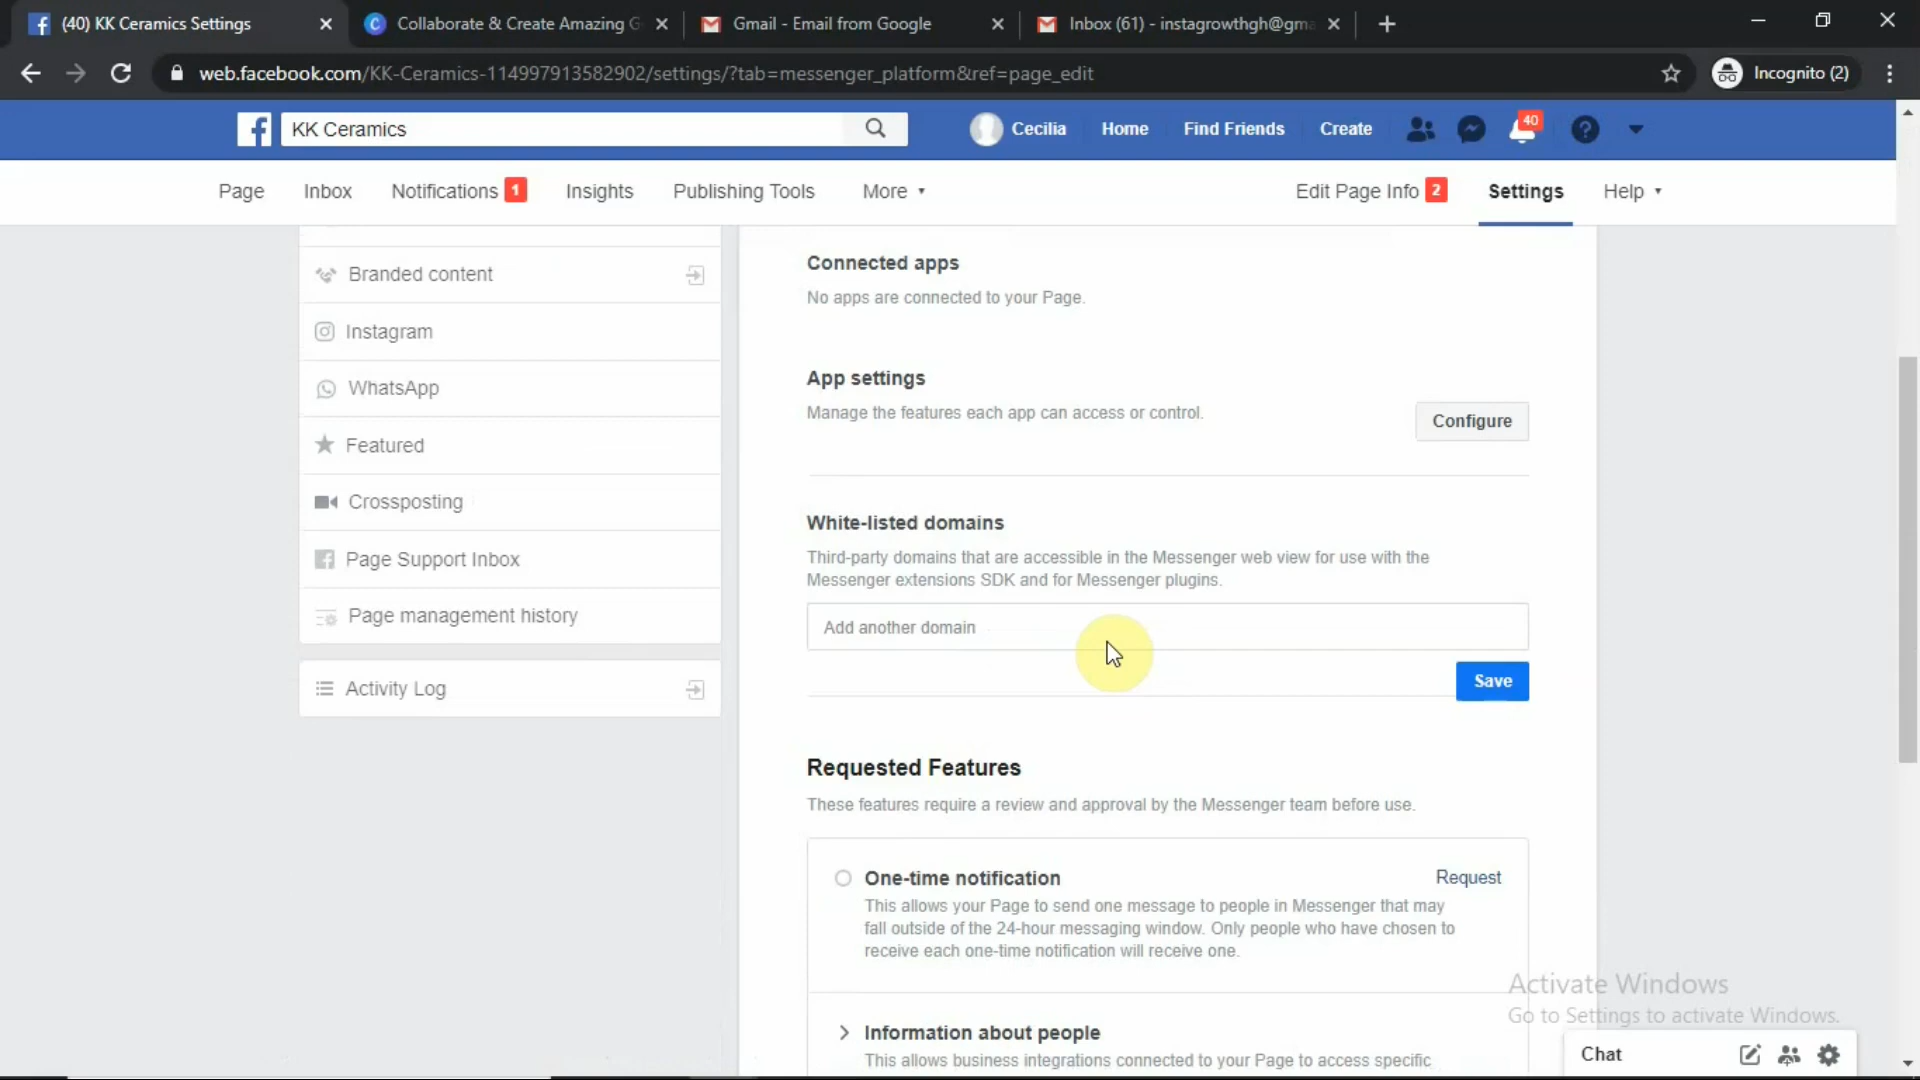 (40) KK Ceramics Settings
Collaborate & Create Amazing G
Gmail - Email from Google
Inbox (61) - instagrowthgh@gma
web.facebook.com/KK-Ceramics-114997913582902/settings/?tab=messenger_platform&ref=page_edit
Incognito (2)
KK Ceramics
Cecilia
Home
Find Friends
Create
40
Page
Inbox
Notifications 1
Insights
Publishing Tools
More
Edit Page Info 2
Settings
Help
Branded content
Instagram
WhatsApp
Featured
Crossposting
Page Support Inbox
Page management history
Activity Log
Connected apps
No apps are connected to your Page.
App settings
Manage the features each app can access or control.
Configure
White-listed domains
Third-party domains that are accessible in the Messenger web view for use with the
Messenger extensions SDK and for Messenger plugins.
Add another domain
Save
Requested Features
These features require a review and approval by the Messenger team before use.
One-time notification
Request
This allows your Page to send one message to people in Messenger that may
fall outside of the 24-hour messaging window. Only people who have chosen to
receive each one-time notification will receive one.
Information about people
This allows business integrations connected to your Page to access specific
Activate Windows
Go to Settings to activate Windows.
Chat